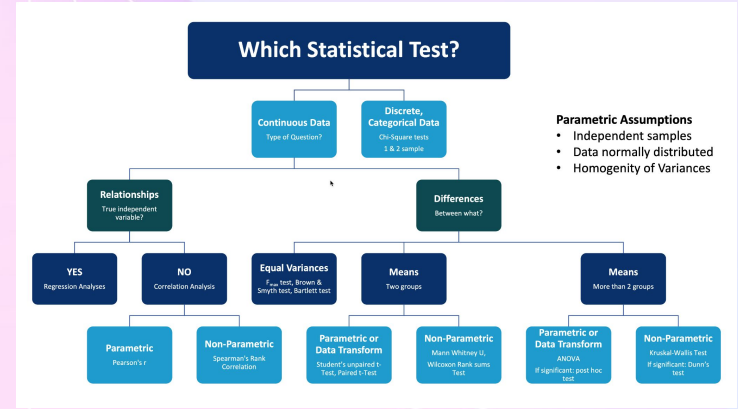 Which Statistical Test?
Continuous Data
Type of Question?
Discrete,
Categorical Data
Chi-Square tests
1 & 2 sample
Parametric Assumptions
• Independent samples
• Data normally distributed
• Homogenity of Variances
Relationships
True independent
variable?
Differences
Between what?
YES
Regression Analyses
NO
Correlation Analysis
Equal Variances
Fmax test, Brown &
Smyth test, Bartlett test
Means
Two groups
Means
More than 2 groups
Parametric
Pearson's r
Non-Parametric
Spearman's Rank
Correlation
Parametric or
Data Transform
Student's unpaired t-
Test, Paired t-Test
Non-Parametric
Mann Whitney U,
Wilcoxon Rank sums
Test
Parametric or
Data Transform
ANOVA
If significant: post hoc
test
Non-Parametric
Kruskal-Wallis Test
If significant: Dunn's
test